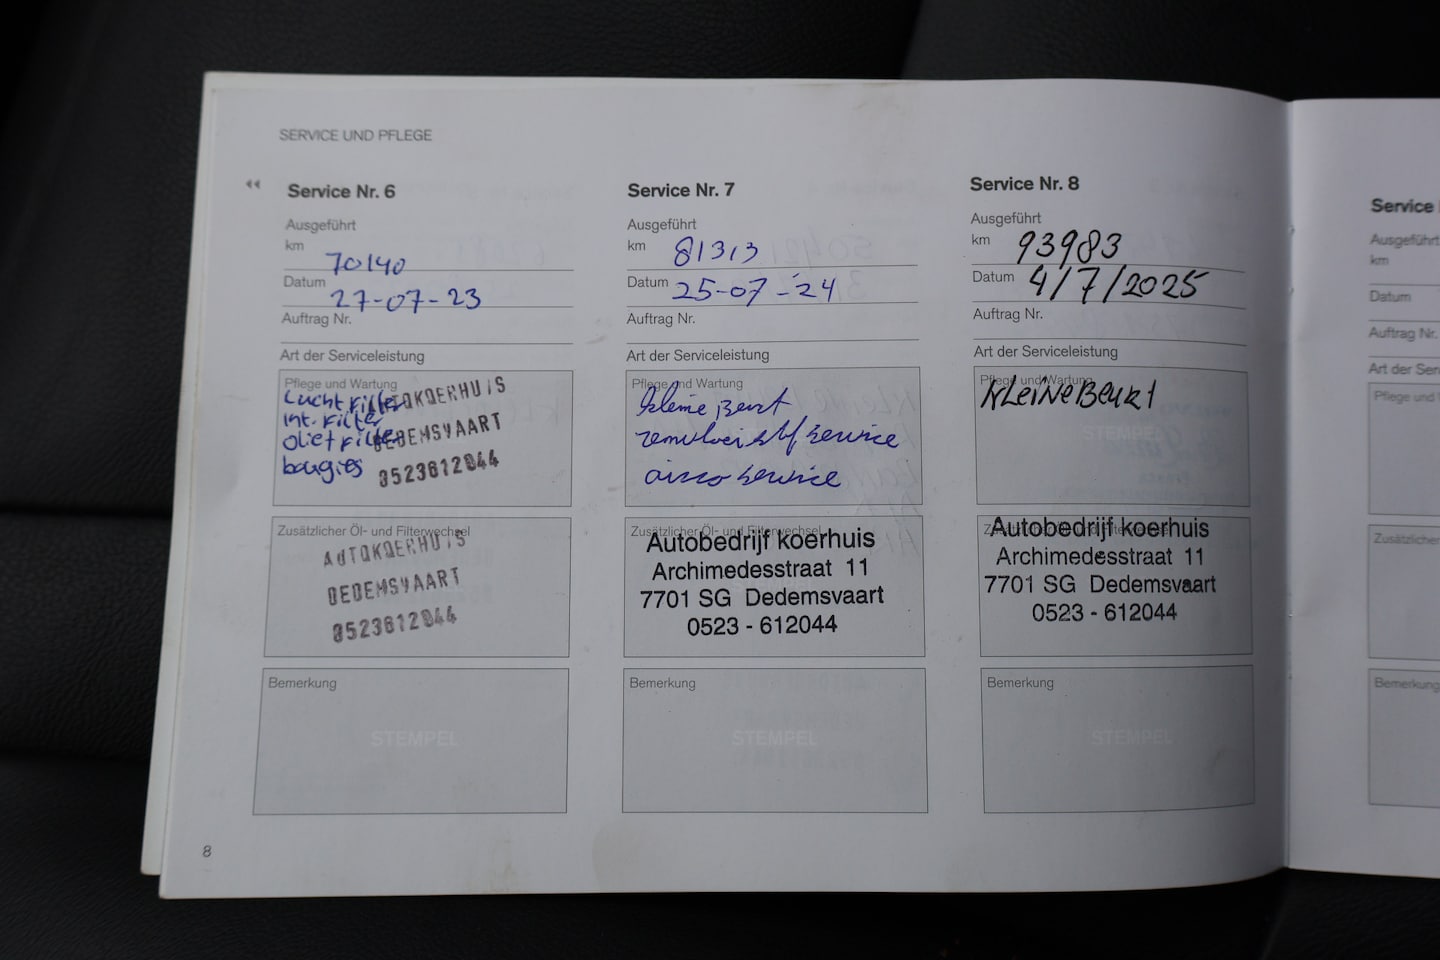 SERVICE UND PFLEGE
Service Nr. 6
Ausgeführt
km 70140
Datum 27-07-23
Auftrag Nr.
Art der Serviceleistung
Pflege und Wartung
Lucht Filter
int. Filter
oliet Filter
bougies
AUTOKOERHUIS
DEDEMSVAART
0523612044
Zusätzlicher Öl- und Filterwechsel
AUTOKOERHUIS
DEDEMSVAART
0523612044
Bemerkung
STEMPEL
Service Nr. 7
Ausgeführt
km 81313
Datum 25-07-24
Auftrag Nr.
Art der Serviceleistung
Pflege und Wartung
kleine beurt
remvloeistof service
airco service
Zusätzlicher Öl- und Filterwechsel
Autobedrijf koerhuis
Archimedesstraat 11
7701 SG Dedemsvaart
0523 - 612044
Bemerkung
STEMPEL
Service Nr. 8
Ausgeführt
km 93983
Datum 4/7/2025
Auftrag Nr.
Art der Serviceleistung
Pflege und Wartung
KLEINE BEURT
STEMPEL
Autobedrijf koerhuis
Archimedesstraat 11
7701 SG Dedemsvaart
0523 - 612044
Bemerkung
STEMPEL
Service
Ausgeführt
km
Datum
Auftrag Nr.
Art der
Pflege und
Zusätzlicher
Bemerkung
8